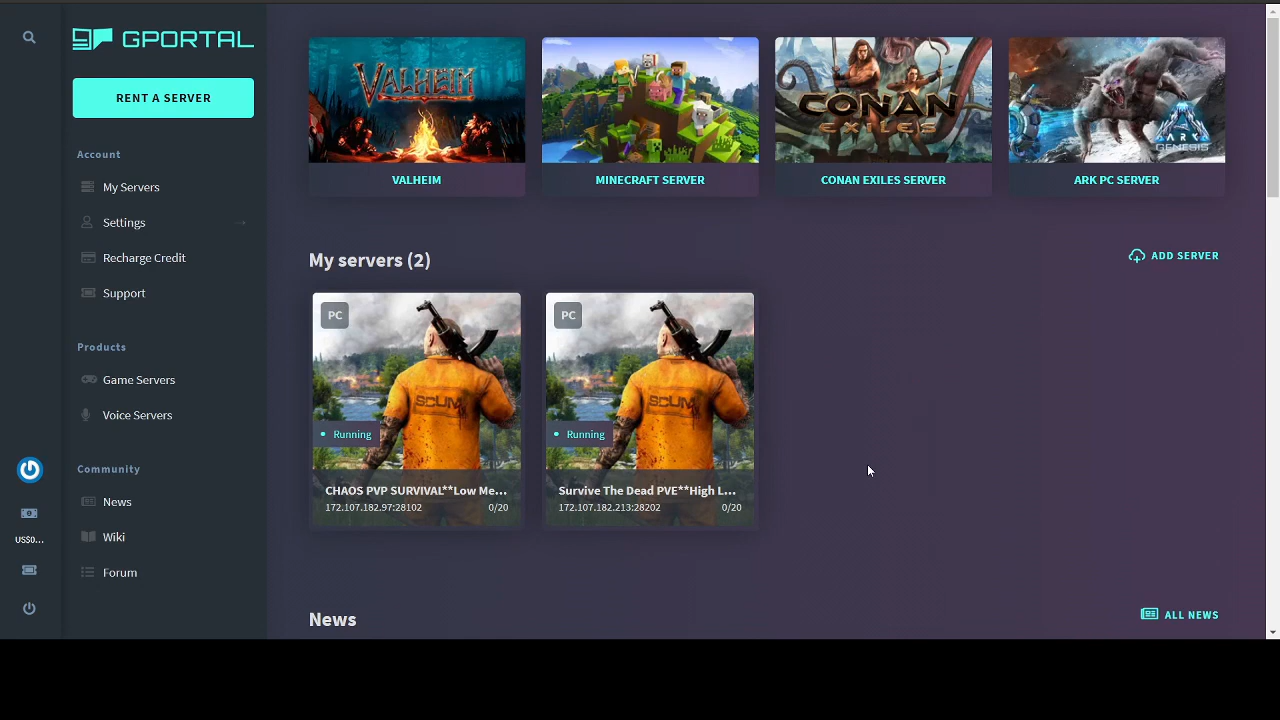 GPORTAL
RENT A SERVER
Account
My Servers
Settings
Recharge Credit
Support
Products
Game Servers
Voice Servers
Community
News
Wiki
Forum
US$0...
VALHEIM
VALHEIM
MINECRAFT SERVER
CONAN
EXILES
CONAN EXILES SERVER
ARK
GENESIS
ARK PC SERVER
My servers (2)
ADD SERVER
PC
SCUM
Running
CHAOS PVP SURVIVAL**Low Me...
172.107.182.97:28102 0/20
PC
SCUM
Running
Survive The Dead PVE**High L...
172.107.182.213:28202 0/20
News
ALL NEWS